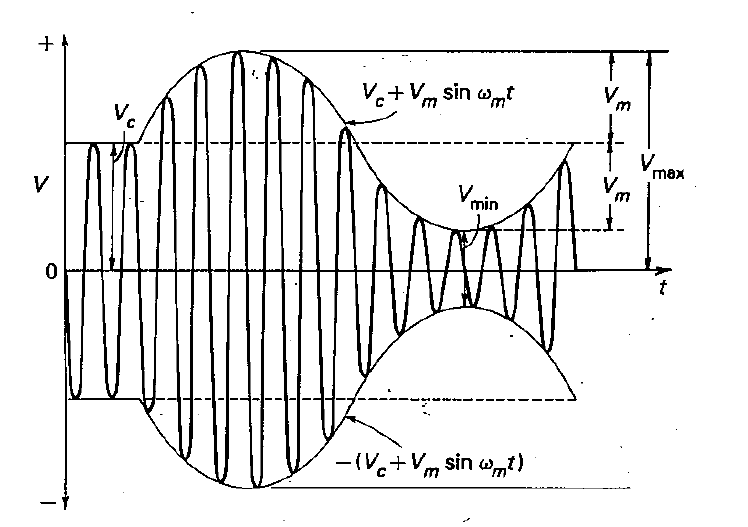 +
V_c + V_m sin ω_m t
V_m
V_c
V
V_max
V_min
V_m
0
t
−(V_c + V_m sin ω_m t)
−